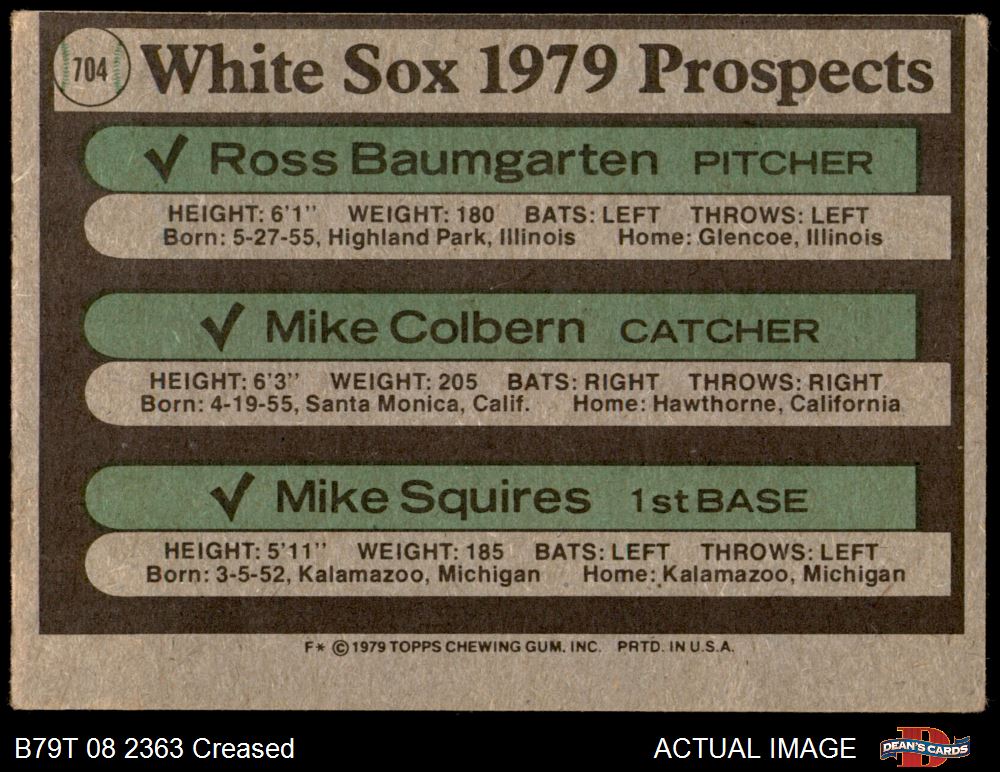 704
White Sox 1979 Prospects
✓ Ross Baumgarten PITCHER
HEIGHT: 6'1" WEIGHT: 180 BATS: LEFT THROWS: LEFT
Born: 5-27-55, Highland Park, Illinois Home: Glencoe, Illinois
✓ Mike Colbern CATCHER
HEIGHT: 6'3" WEIGHT: 205 BATS: RIGHT THROWS: RIGHT
Born: 4-19-55, Santa Monica, Calif. Home: Hawthorne, California
✓ Mike Squires 1st BASE
HEIGHT: 5'11" WEIGHT: 185 BATS: LEFT THROWS: LEFT
Born: 3-5-52, Kalamazoo, Michigan Home: Kalamazoo, Michigan
F* © 1979 TOPPS CHEWING GUM. INC. PRTD. IN U.S.A.
B79T 08 2363 Creased
ACTUAL IMAGE
D
DEAN'S CARDS